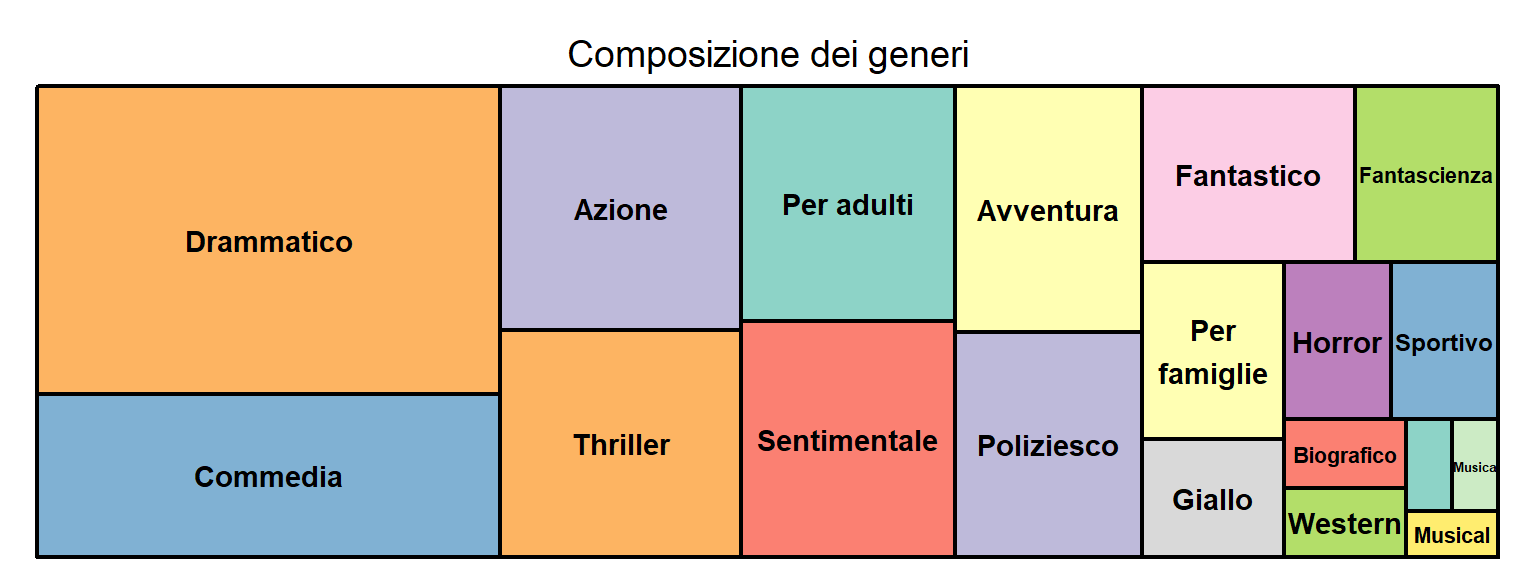 Composizione dei generi
Drammatico
Commedia
Azione
Thriller
Per adulti
Sentimentale
Avventura
Poliziesco
Fantastico
Fantascienza
Per
famiglie
Giallo
Horror
Sportivo
Biografico
Western
Musica
Musical